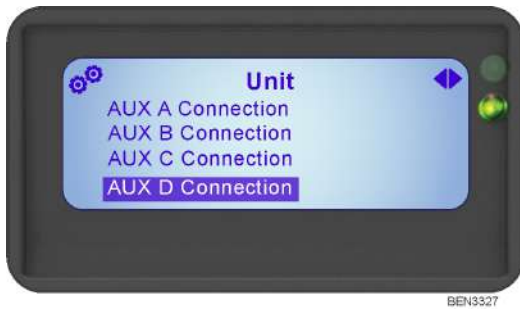 Unit
AUX A Connection
AUX B Connection
AUX C Connection
AUX D Connection
BEN3327